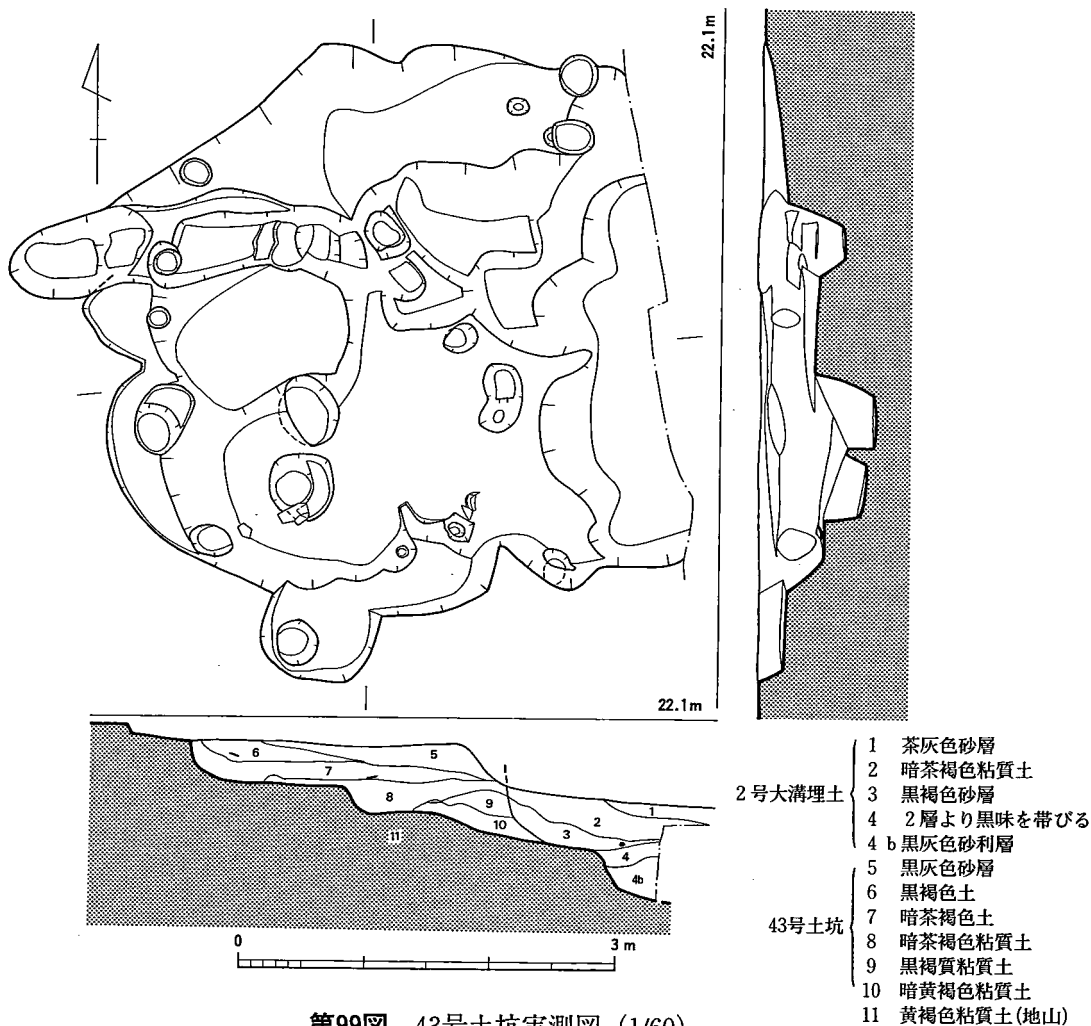 22.1m
22.1m
6
5
7
8
9
10
11
1
2
3
4
4b
0
3 m
2号大溝埋土
1 茶灰色砂層
2 暗茶褐色粘質土
3 黒褐色砂層
4 2層より黒味を帯びる
4 b 黒灰色砂利層
43号土坑
5 黒灰色砂層
6 黒褐色土
7 暗茶褐色土
8 暗茶褐色粘質土
9 黒褐質粘質土
10 暗黄褐色粘質土
11 黄褐色粘質土(地山)
第99図 43号土坑実測図 (1/60)